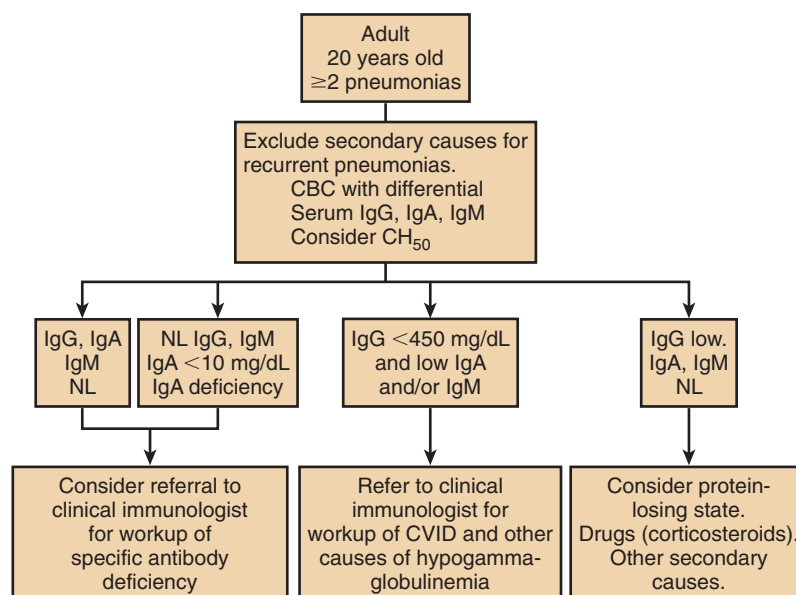 Adult
20 years old
≥2 pneumonias
Exclude secondary causes for
recurrent pneumonias.
CBC with differential
Serum IgG, IgA, IgM
Consider CH50
IgG, IgA
IgM
NL
NL IgG, IgM
IgA <10 mg/dL
IgA deficiency
IgG <450 mg/dL
and low IgA
and/or IgM
IgG low.
IgA, IgM
NL
Consider referral to
clinical immunologist
for workup of
specific antibody
deficiency
Refer to clinical
immunologist for
workup of CVID and other
causes of hypogamma-
globulinemia
Consider protein-
losing state.
Drugs (corticosteroids).
Other secondary
causes.